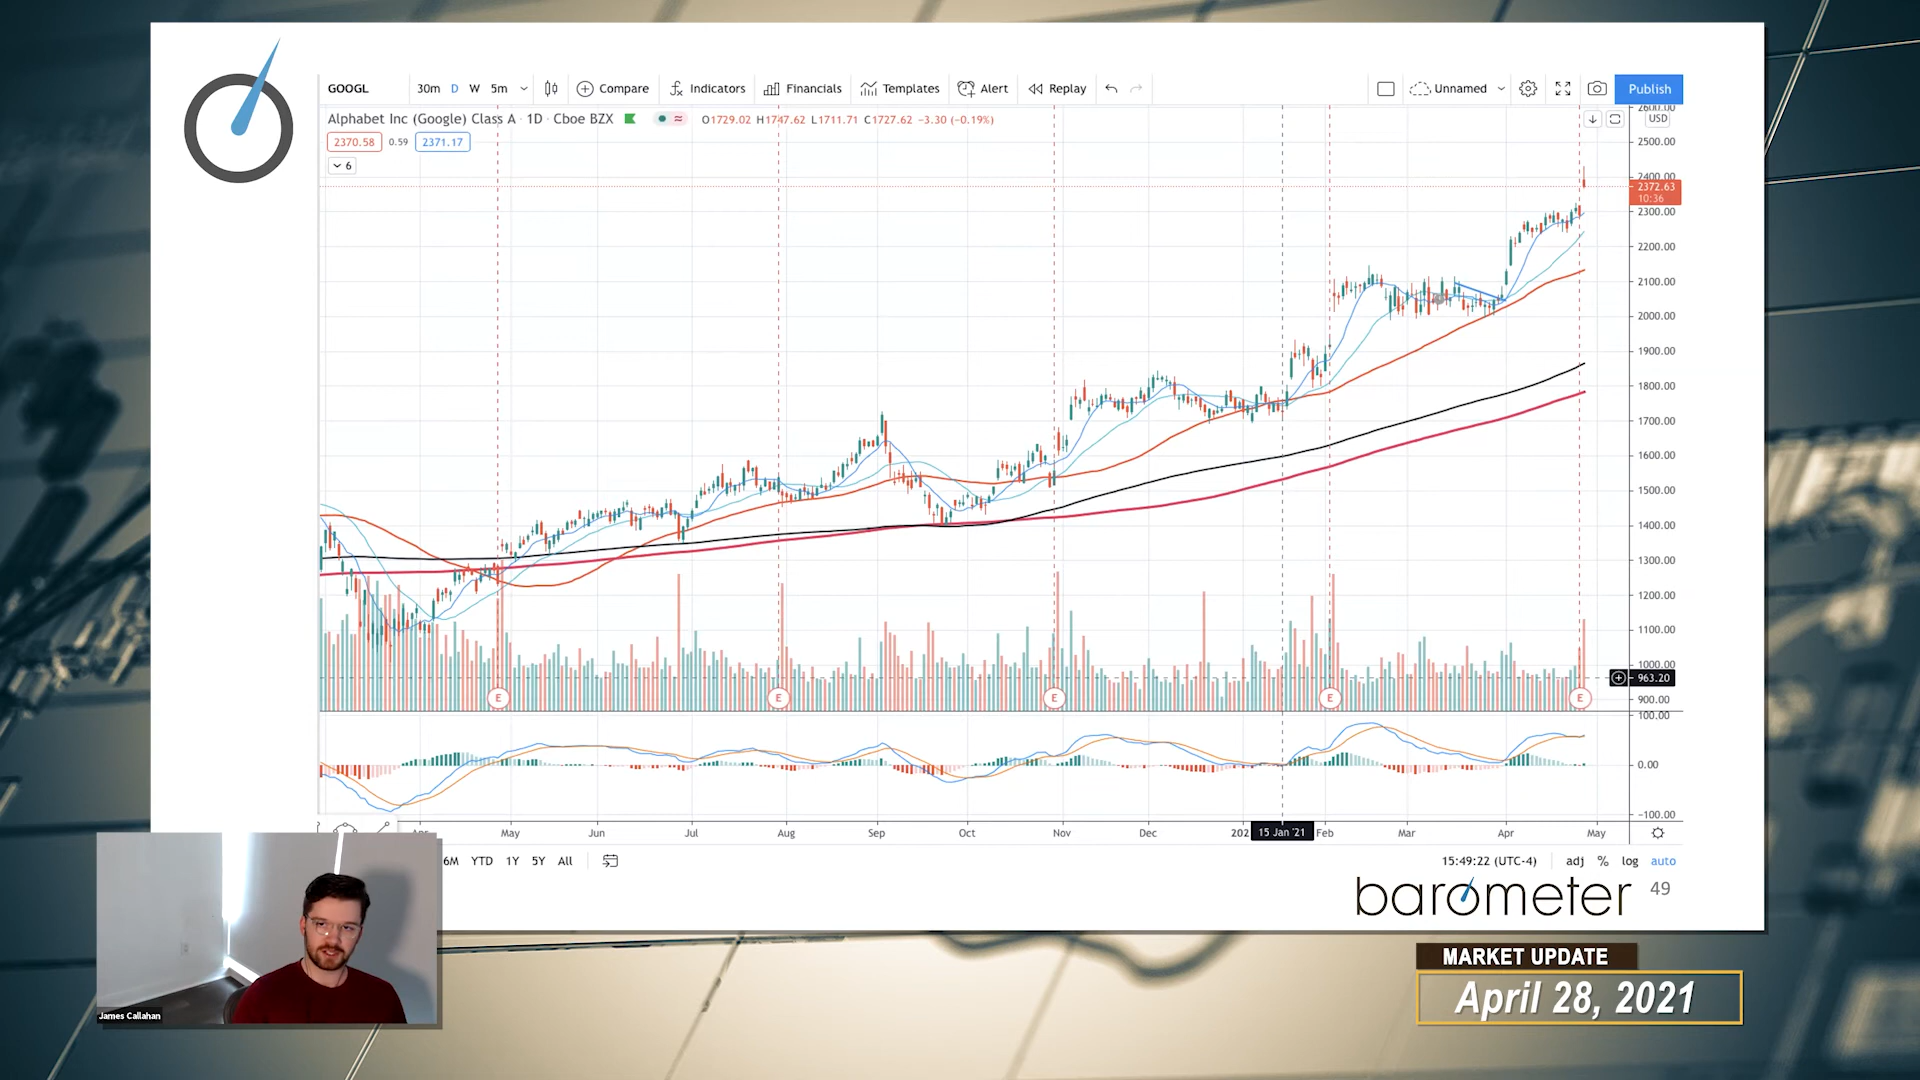 GOOGL 30m D W 5m Compare Indicators Financials Templates Alert Replay Unnamed Publish
Alphabet Inc (Google) Class A · 1D · Cboe BZX O1729.02 H1747.62 L1711.71 C1727.62 −3.30 (−0.19%)
2370.58 0.59 2371.17
6
2600.00
USD
2500.00
2400.00
2372.63
10:36
2300.00
2200.00
2100.00
2000.00
1900.00
1800.00
1700.00
1600.00
1500.00
1400.00
1300.00
1200.00
1100.00
1000.00
963.20
900.00
E E E E E
100.00
0.00
−100.00
Apr May Jun Jul Aug Sep Oct Nov Dec 202 15 Jan '21 Feb Mar Apr May
6M YTD 1Y 5Y All 15:49:22 (UTC-4) adj % log auto
barometer 49
James Callahan
MARKET UPDATE
April 28, 2021